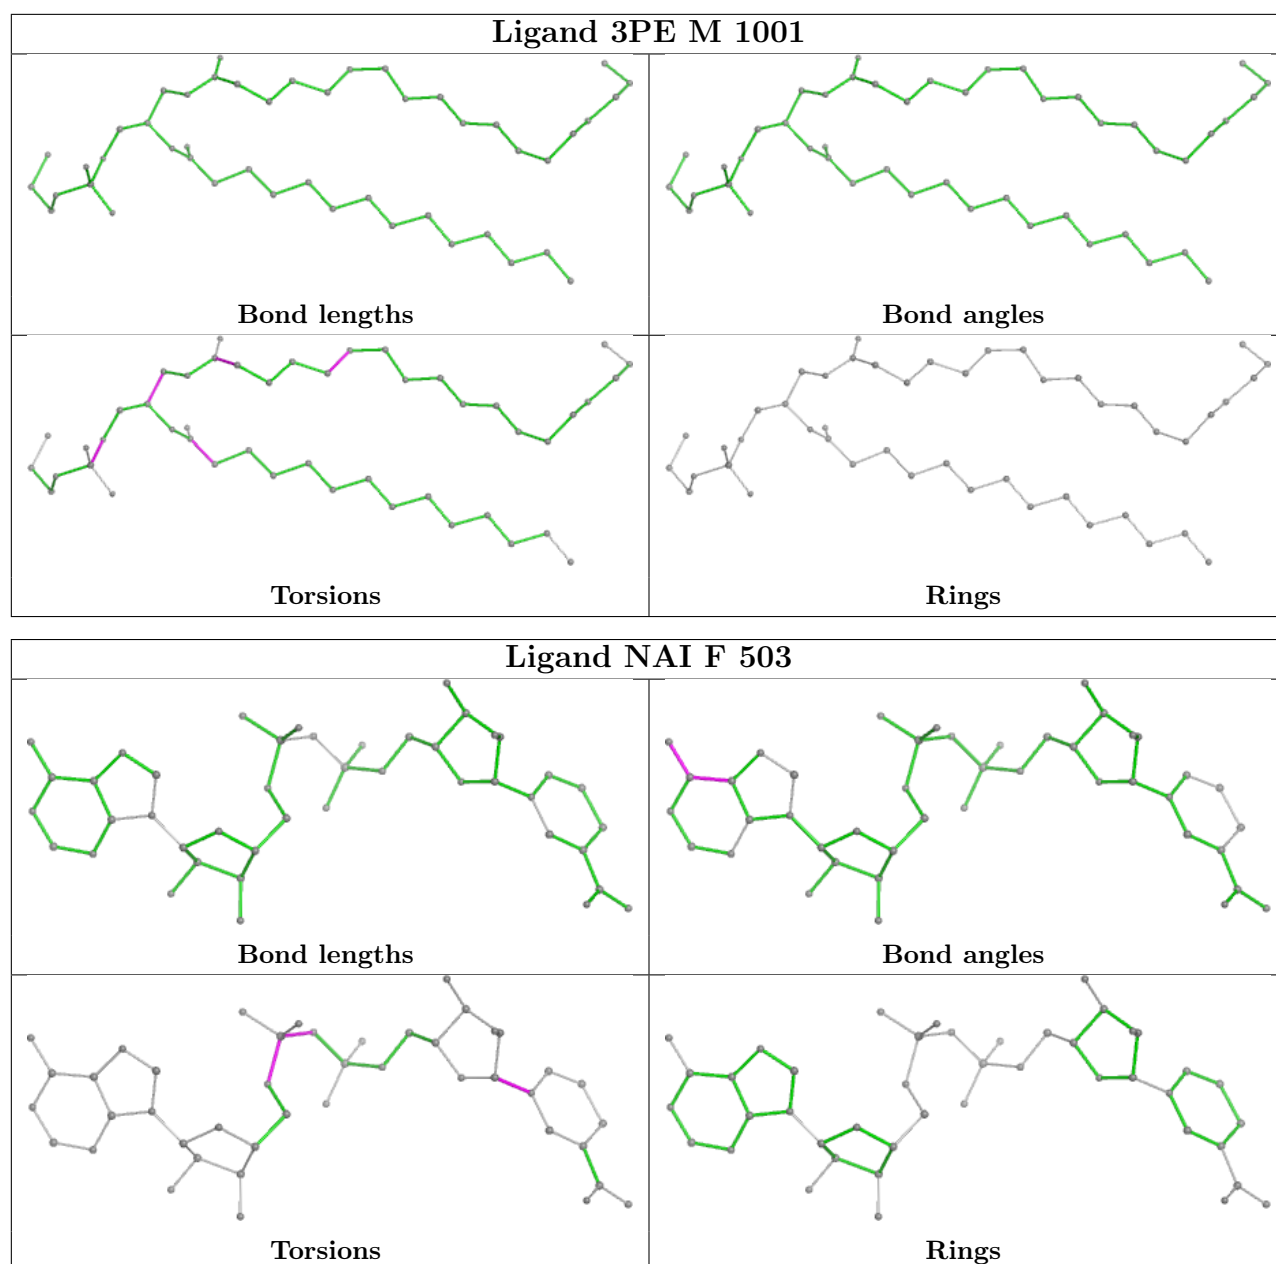 Ligand 3PE M 1001
Bond lengths
Bond angles
Torsions
Rings
Ligand NAI F 503
Bond lengths
Bond angles
Torsions
Rings